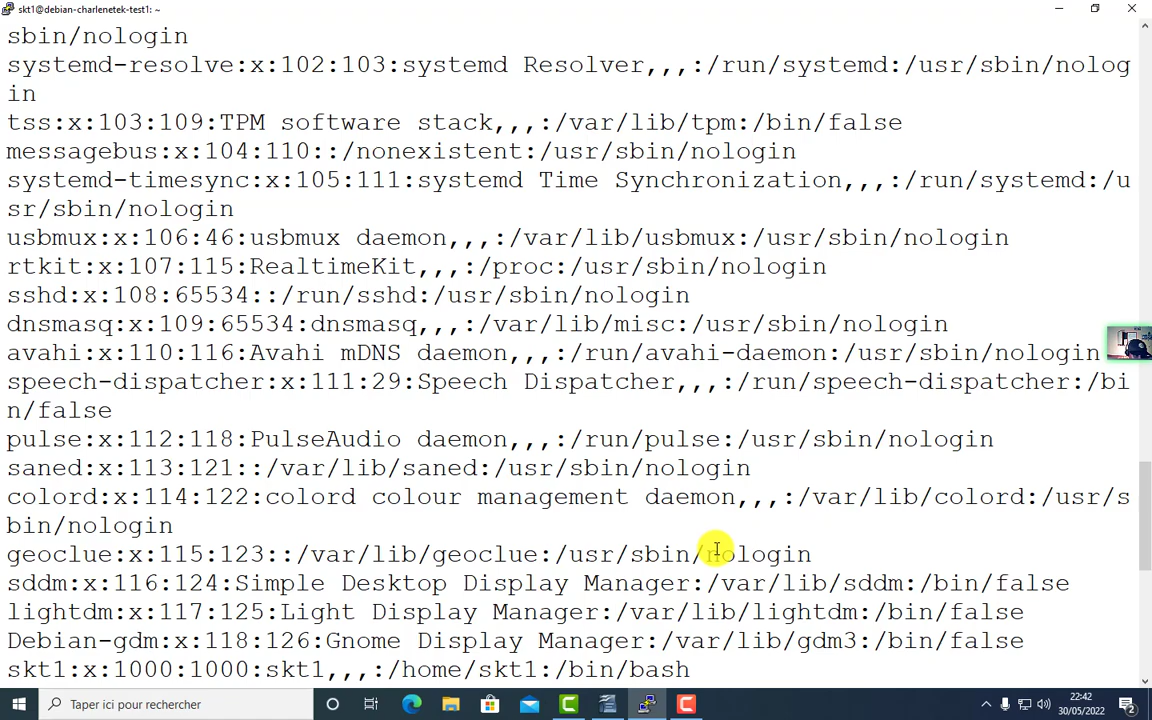 skt1@debian-charlenetek-test1: ~
sbin/nologin
systemd-resolve:x:102:103:systemd Resolver,,,:/run/systemd:/usr/sbin/nolog
in
tss:x:103:109:TPM software stack,,,:/var/lib/tpm:/bin/false
messagebus:x:104:110::/nonexistent:/usr/sbin/nologin
systemd-timesync:x:105:111:systemd Time Synchronization,,,:/run/systemd:/u
sr/sbin/nologin
usbmux:x:106:46:usbmux daemon,,,:/var/lib/usbmux:/usr/sbin/nologin
rtkit:x:107:115:RealtimeKit,,,:/proc:/usr/sbin/nologin
sshd:x:108:65534::/run/sshd:/usr/sbin/nologin
dnsmasq:x:109:65534:dnsmasq,,,:/var/lib/misc:/usr/sbin/nologin
avahi:x:110:116:Avahi mDNS daemon,,,:/run/avahi-daemon:/usr/sbin/nologin
speech-dispatcher:x:111:29:Speech Dispatcher,,,:/run/speech-dispatcher:/bi
n/false
pulse:x:112:118:PulseAudio daemon,,,:/run/pulse:/usr/sbin/nologin
saned:x:113:121::/var/lib/saned:/usr/sbin/nologin
colord:x:114:122:colord colour management daemon,,,:/var/lib/colord:/usr/s
bin/nologin
geoclue:x:115:123::/var/lib/geoclue:/usr/sbin/nologin
sddm:x:116:124:Simple Desktop Display Manager:/var/lib/sddm:/bin/false
lightdm:x:117:125:Light Display Manager:/var/lib/lightdm:/bin/false
Debian-gdm:x:118:126:Gnome Display Manager:/var/lib/gdm3:/bin/false
skt1:x:1000:1000:skt1,,,:/home/skt1:/bin/bash
Taper ici pour rechercher
22:42
30/05/2022
2